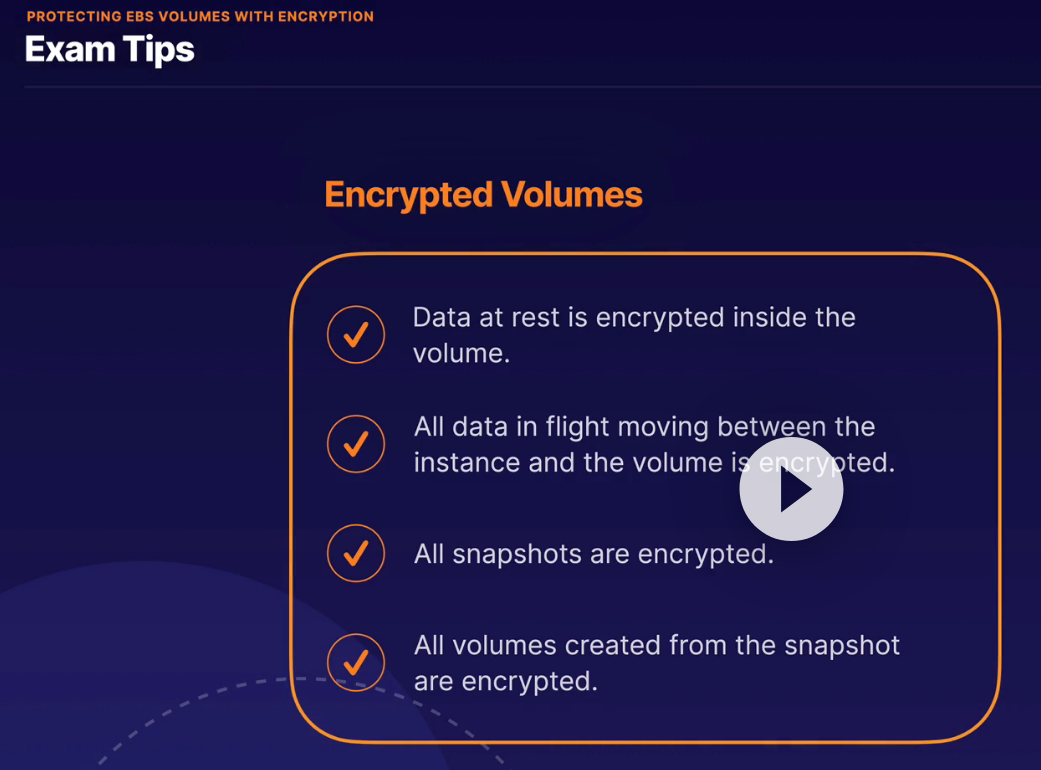 PROTECTING EBS VOLUMES WITH ENCRYPTION
Exam Tips
Encrypted Volumes
Data at rest is encrypted inside the
volume.
All data in flight moving between the
instance and the volume is encrypted.
All snapshots are encrypted.
All volumes created from the snapshot
are encrypted.